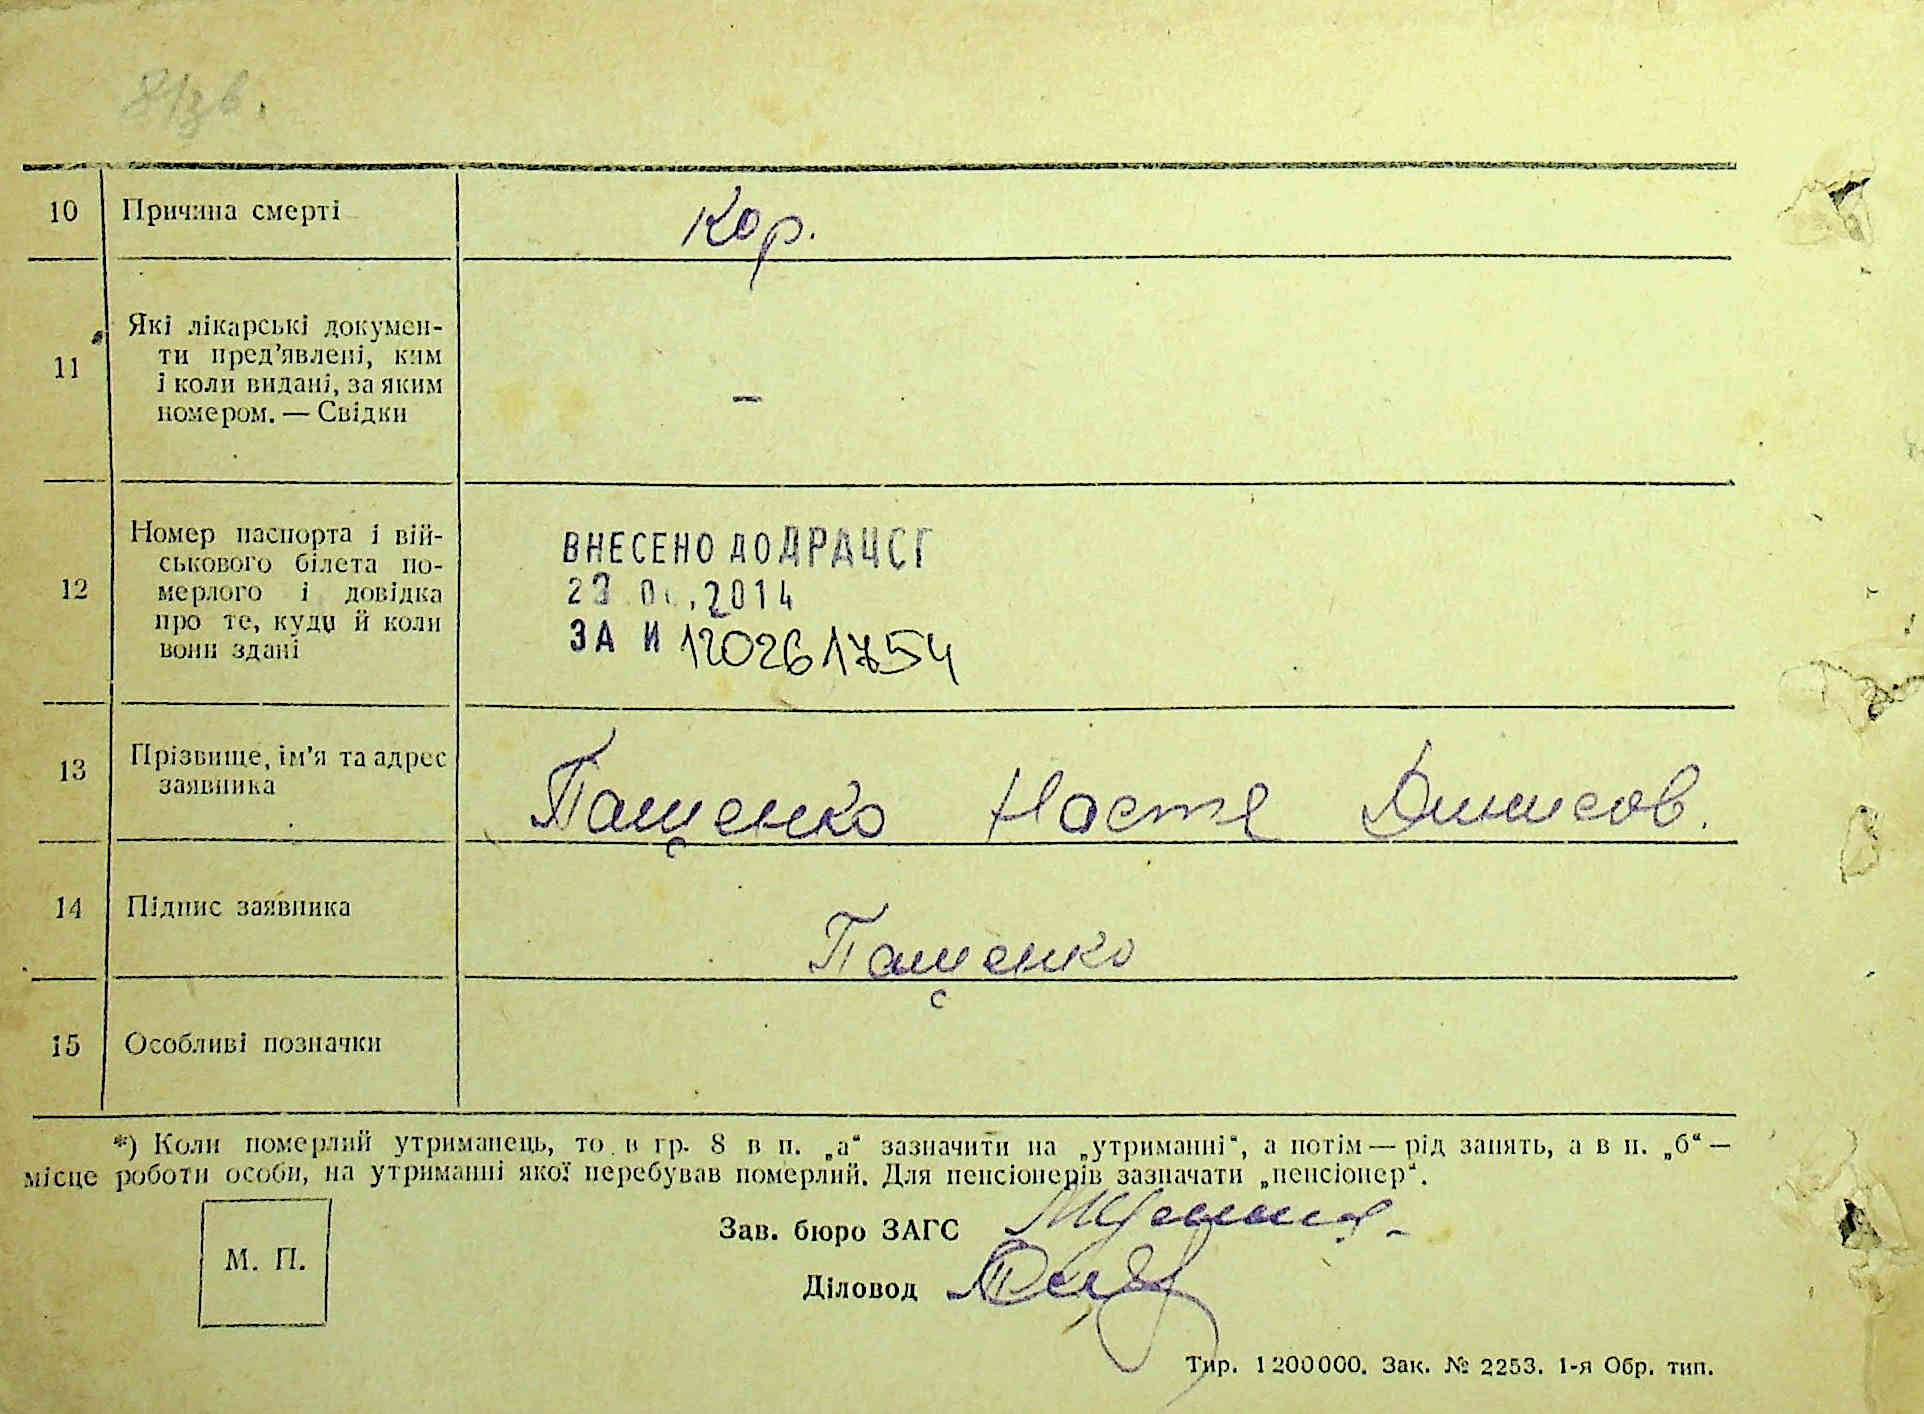 81зв.
10 Причина смерті Кор.
11 Які лікарські докумен-
ти пред’явлені, ким
і коли видані, за яким
номером. — Свідки
–
12 Номер паспорта і вій-
ськового білета по-
мерлого і довідка
про те, куди й коли
вони здані
ВНЕСЕНО ДО ДРАЦСГ
2014
ЗА И 120261754
13 Прізвище, ім’я та адрес
заявника
Пащенко Настя Динисов.
14 Підпис заявника
Пащенко
15 Особливі позначки
*) Коли померлий утриманець, то в гр. 8 в п. „а“ зазначити на „утриманні“, а потім — рід занять, а в п. „б“ —
місце роботи особи, на утриманні якої перебував померлий. Для пенсіонерів зазначати „пенсіонер“.
М. П.
Зав. бюро ЗАГС
Діловод
Тир. 1200000. Зак. № 2253. 1-я Обр. тип.